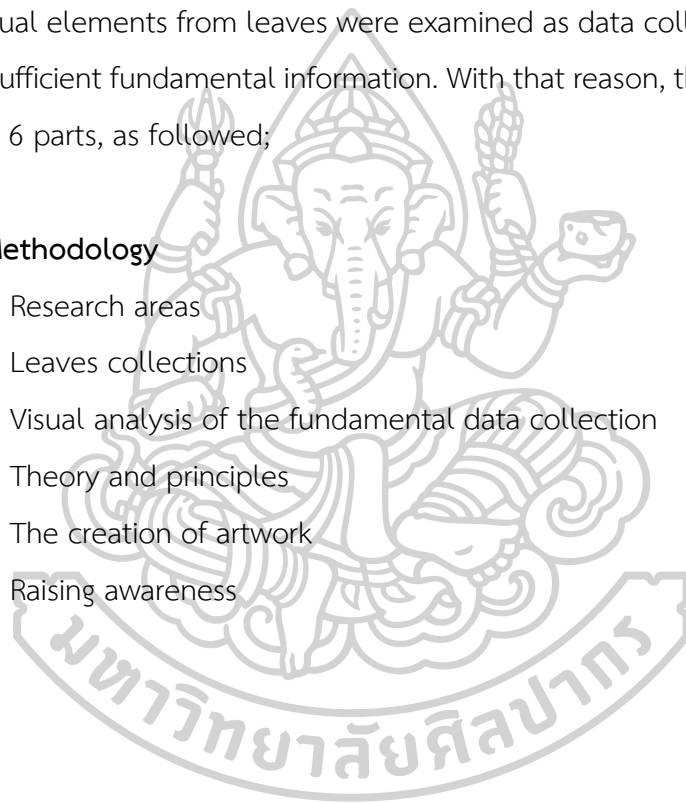 ual elements from leaves were examined as data coll
ufficient fundamental information. With that reason, th
6 parts, as followed;
ethodology
Research areas
Leaves collections
Visual analysis of the fundamental data collection
Theory and principles
The creation of artwork
Raising awareness
มหาวิทยาลัยศิลปากร